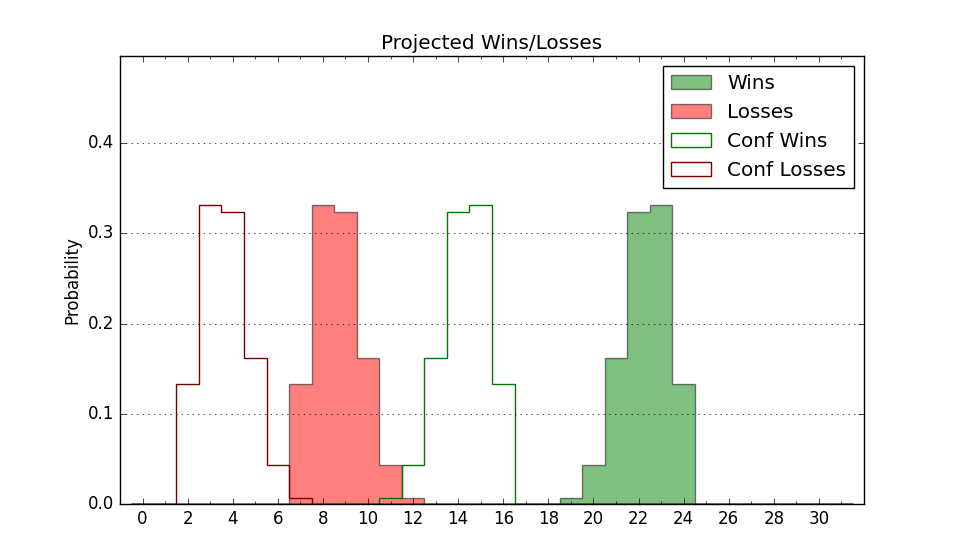 Projected Wins/Losses
Wins
Losses
Conf Wins
Conf Losses
Probability
0.4
0.3
0.2
0.1
0.0
0 2 4 6 8 10 12 14 16 18 20 22 24 26 28 30